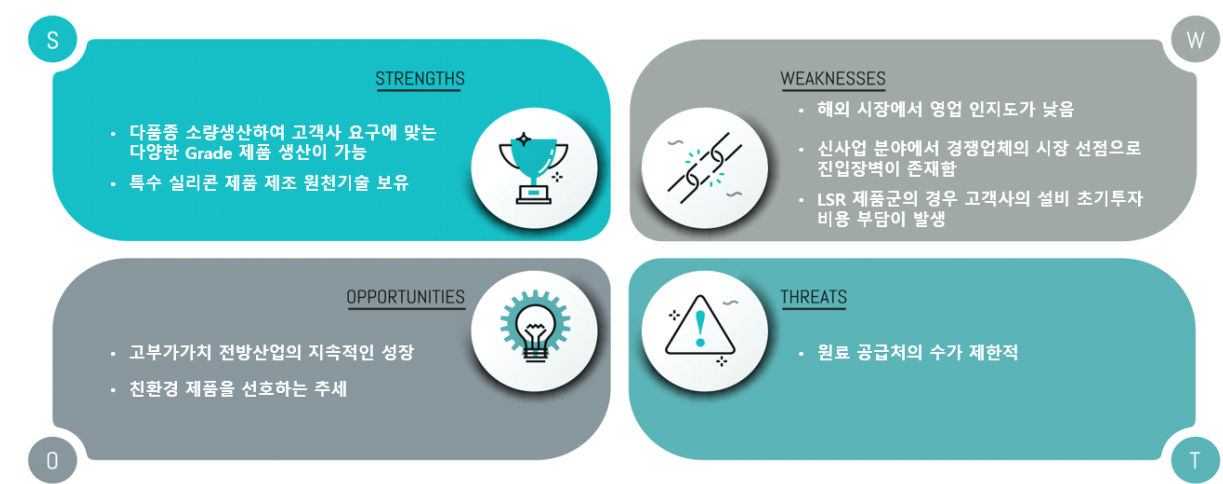 S
STRENGTHS
• 다품종 소량생산하여 고객사 요구에 맞는
다양한 Grade 제품 생산이 가능
• 특수 실리콘 제품 제조 원천기술 보유
W
WEAKNESSES
• 해외 시장에서 영업 인지도가 낮음
• 신사업 분야에서 경쟁업체의 시장 선점으로
진입장벽이 존재함
• LSR 제품군의 경우 고객사의 설비 초기투자
비용 부담이 발생
OPPORTUNITIES
• 고부가가치 전방산업의 지속적인 성장
• 친환경 제품을 선호하는 추세
O
THREATS
• 원료 공급처의 수가 제한적
T